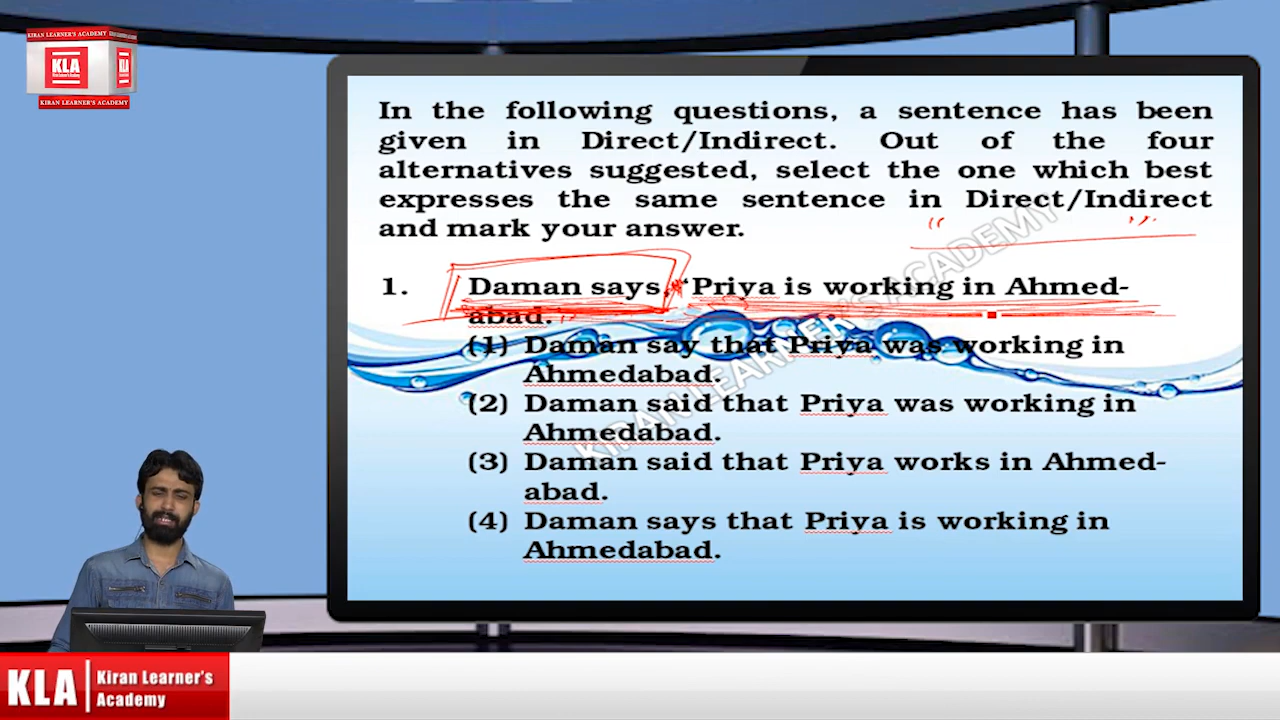 KIRAN LEARNER'S ACADEMY
KLA
KIRAN LEARNER'S ACADEMY
In the following questions, a sentence has been
given in Direct/Indirect. Out of the four
alternatives suggested, select the one which best
expresses the same sentence in Direct/Indirect
and mark your answer.
1. Daman says, "Priya is working in Ahmed-
abad."
(1) Daman say that Priya was working in
Ahmedabad.
(2) Daman said that Priya was working in
Ahmedabad.
(3) Daman said that Priya works in Ahmed-
abad.
(4) Daman says that Priya is working in
Ahmedabad.
KIRAN LEARNER'S ACADEMY
KLA
Kiran Learner's
Academy